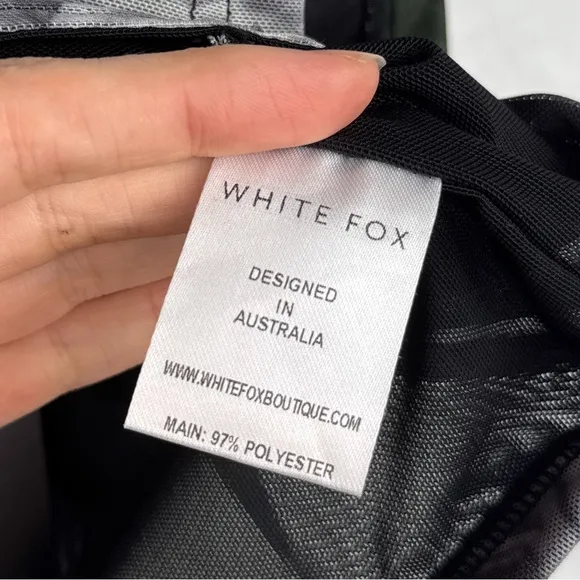 WHITE FOX
DESIGNED
IN
AUSTRALIA
WWW.WHITEFOXBOUTIQUE.COM
MAIN: 97% POLYESTER